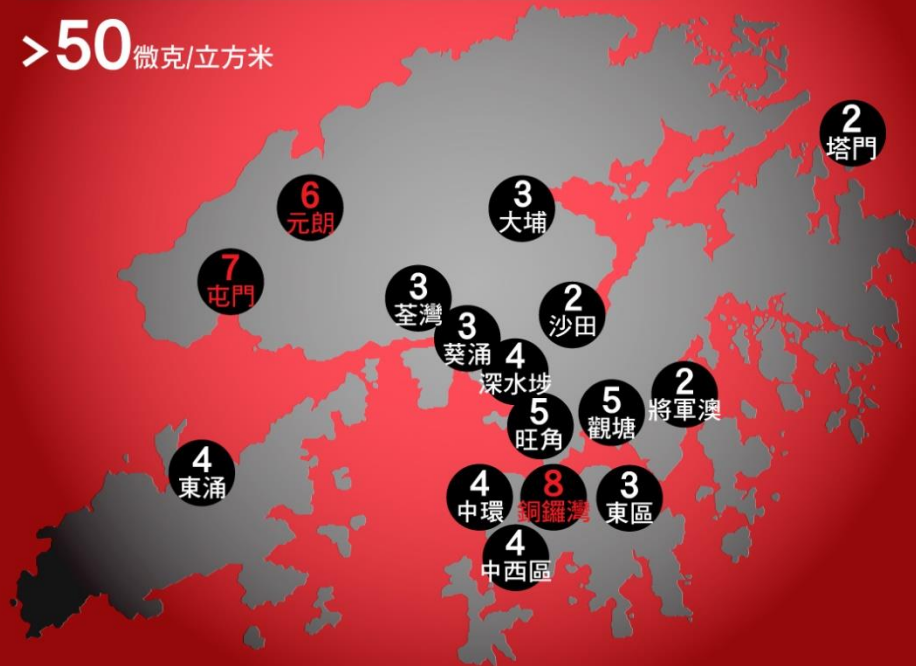 >50微克/立方米
2
塔門
6
元朗
3
大埔
7
屯門
3
荃灣
2
沙田
3
葵涌
4
深水埗
2
將軍澳
5
旺角
5
觀塘
4
東涌
4
中環
8
銅鑼灣
3
東區
4
中西區